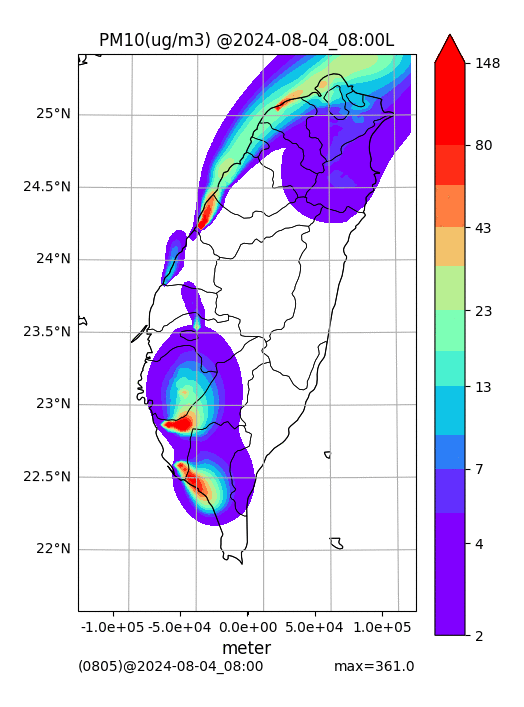 PM10(ug/m3) @2024-08-04_08:00L
148
80
43
23
13
7
4
2
25°N
24.5°N
24°N
23.5°N
23°N
22.5°N
22°N
-1.0e+05 -5.0e+04 0.0e+00 5.0e+04 1.0e+05
meter
(0805)@2024-08-04_08:00 max=361.0